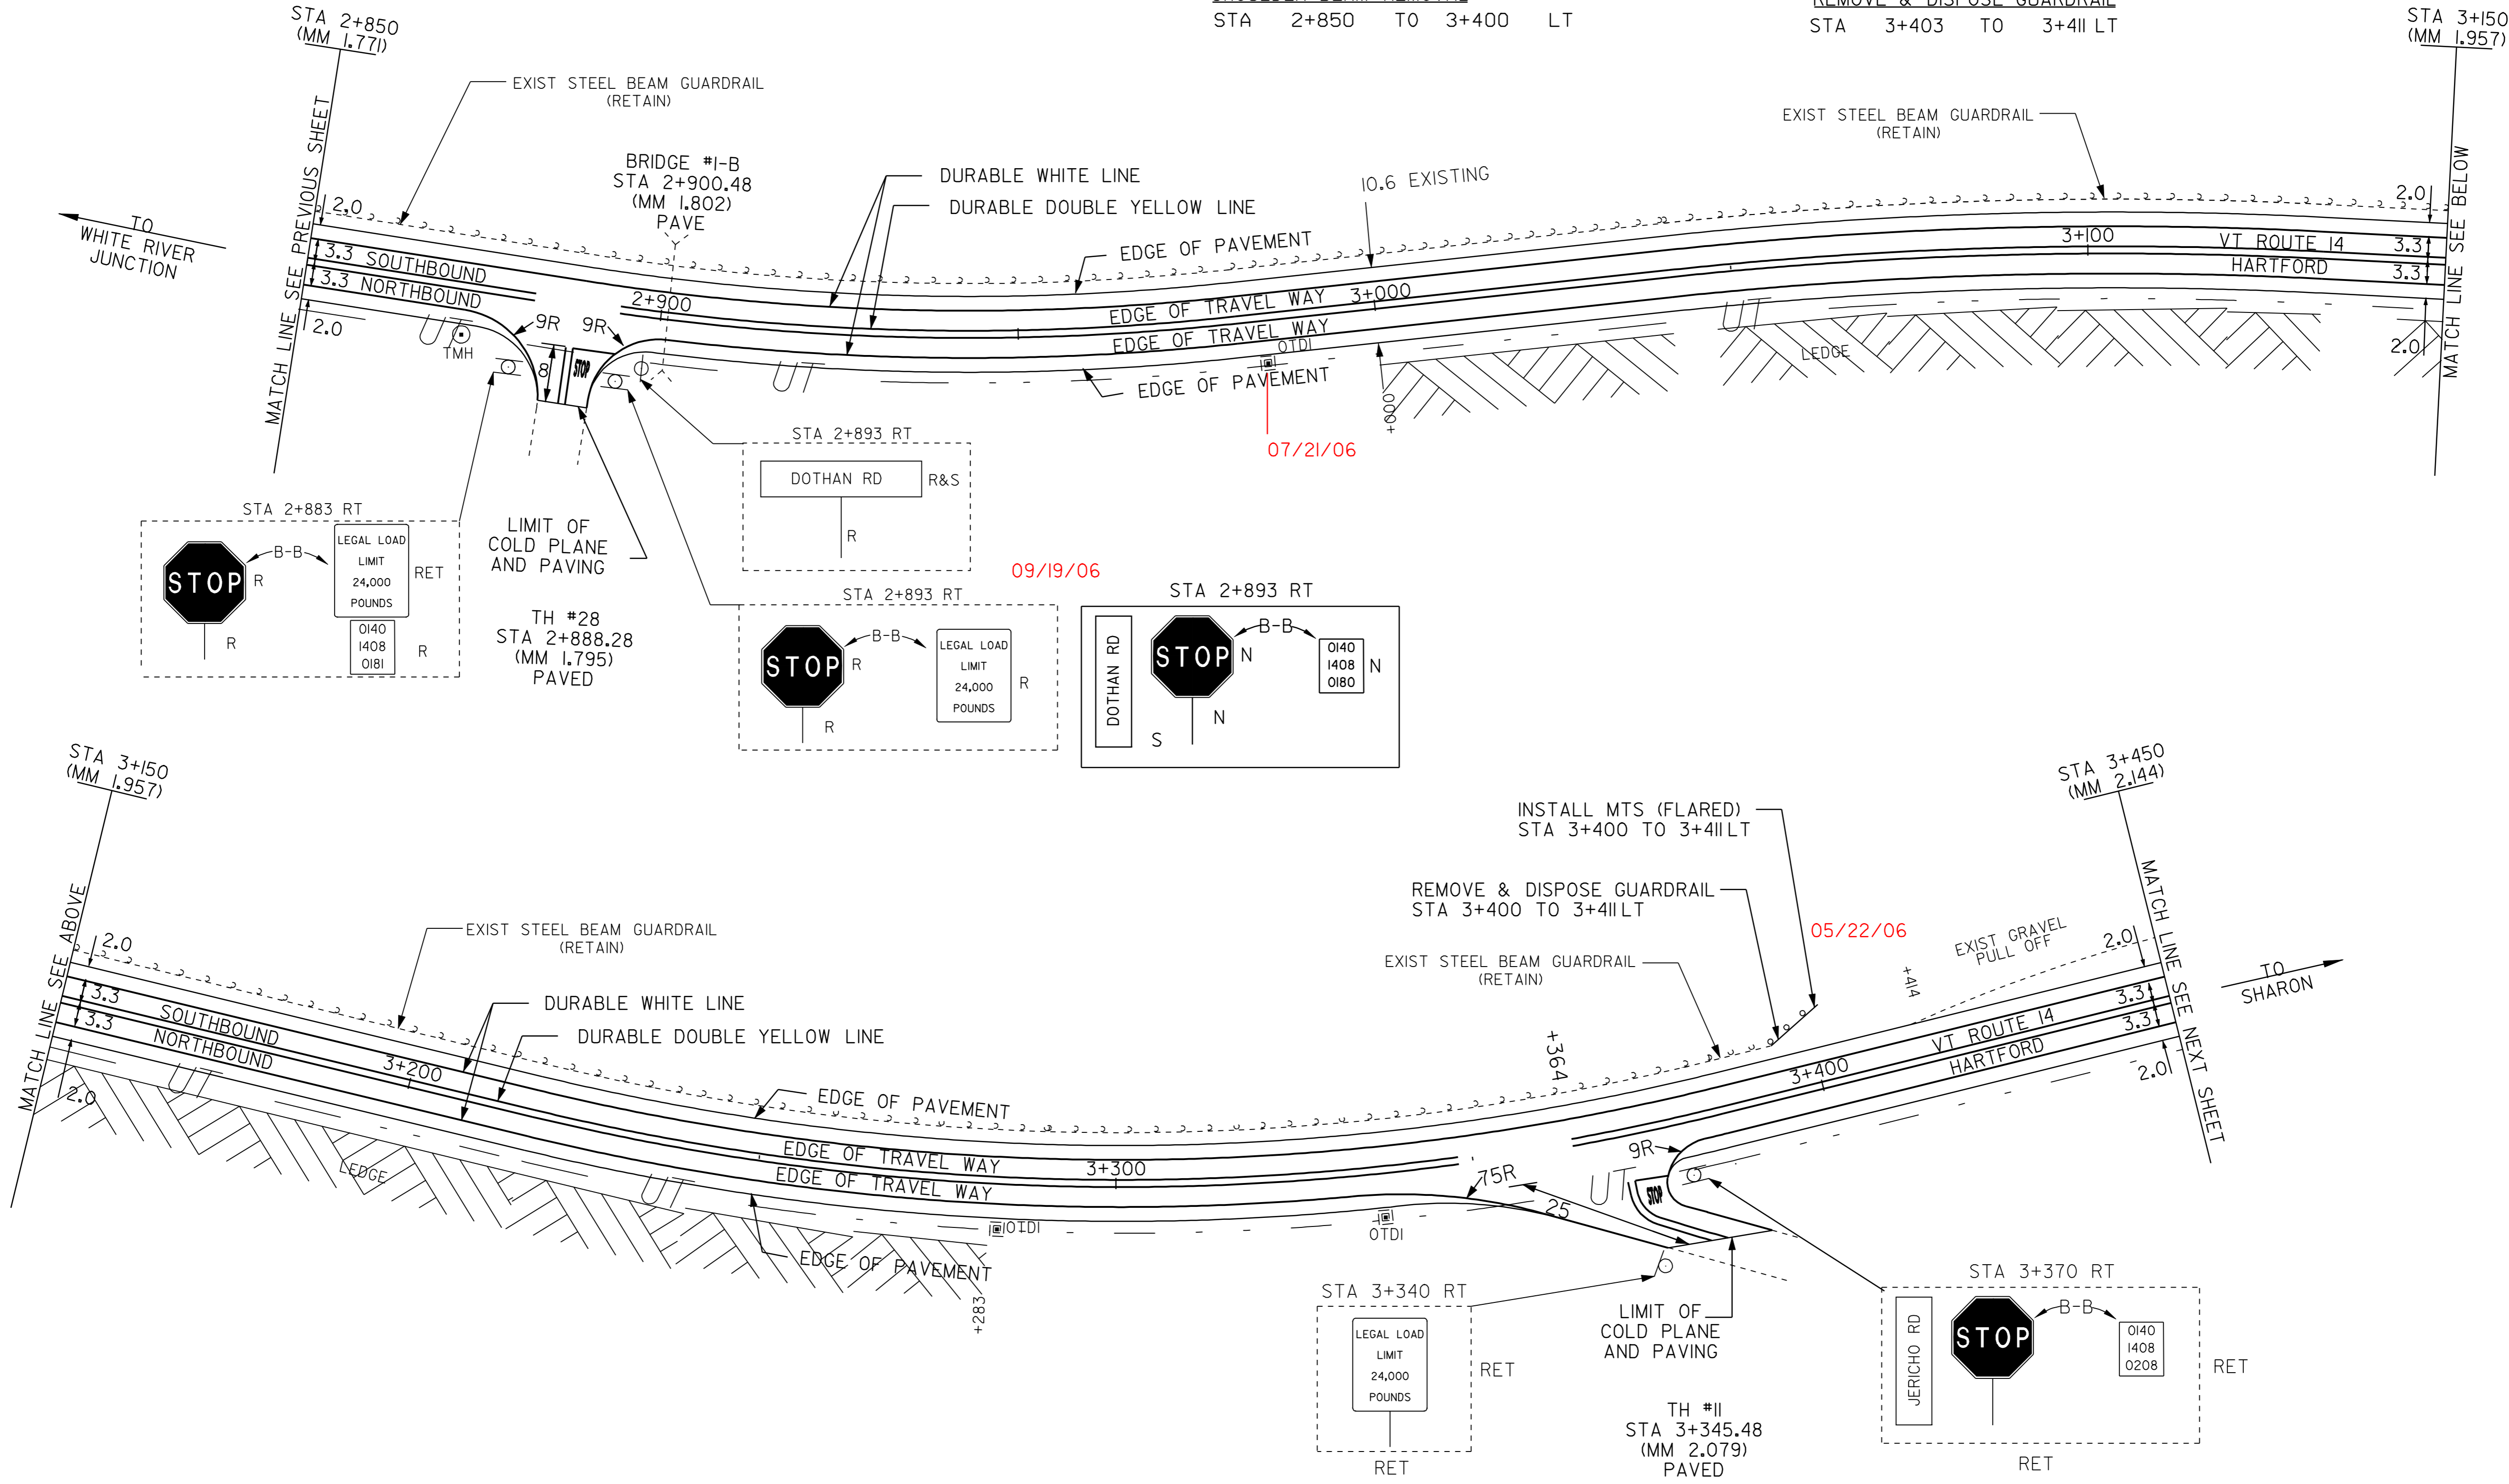 STA 2+850 TO 3+400 LT
REMOVE & DISPOSE GUARDRAIL
STA 3+403 TO 3+411 LT
STA 2+850
(MM 1.771)
STA 3+150
(MM 1.957)
MATCH LINE SEE PREVIOUS SHEET
MATCH LINE SEE BELOW
TO
WHITE RIVER
JUNCTION
EXIST STEEL BEAM GUARDRAIL
(RETAIN)
BRIDGE #1-B
STA 2+900.48
(MM 1.802)
PAVE
DURABLE WHITE LINE
DURABLE DOUBLE YELLOW LINE
10.6 EXISTING
EXIST STEEL BEAM GUARDRAIL
(RETAIN)
2.0
3.3 SOUTHBOUND
3.3 NORTHBOUND
2.0
EDGE OF PAVEMENT
2+900
EDGE OF TRAVEL WAY
3+000
EDGE OF TRAVEL WAY
3+100
VT ROUTE 14
HARTFORD
2.0
3.3
3.3
2.0
UT
TMH
9R
9R
8
STOP
UT
OTDI
EDGE OF PAVEMENT
+000
UT
LEDGE
07/21/06
STA 2+893 RT
DOTHAN RD
R&S
R
STA 2+883 RT
STOP
R
B-B
LEGAL LOAD
LIMIT
24,000
POUNDS
RET
0140
1408
0181
R
R
LIMIT OF
COLD PLANE
AND PAVING
TH #28
STA 2+888.28
(MM 1.795)
PAVED
09/19/06
STA 2+893 RT
STOP
R
B-B
LEGAL LOAD
LIMIT
24,000
POUNDS
R
R
STA 2+893 RT
DOTHAN RD
S
STOP
N
B-B
0140
1408
0180
N
N
STA 3+150
(MM 1.957)
STA 3+450
(MM 2.144)
MATCH LINE SEE ABOVE
MATCH LINE SEE NEXT SHEET
INSTALL MTS (FLARED)
STA 3+400 TO 3+411 LT
REMOVE & DISPOSE GUARDRAIL
STA 3+400 TO 3+411 LT
05/22/06
EXIST STEEL BEAM GUARDRAIL
(RETAIN)
EXIST STEEL BEAM GUARDRAIL
(RETAIN)
EXIST GRAVEL
PULL OFF
+414
TO
SHARON
DURABLE WHITE LINE
DURABLE DOUBLE YELLOW LINE
2.0
3.3
3.3
2.0
SOUTHBOUND
NORTHBOUND
3+200
EDGE OF PAVEMENT
EDGE OF TRAVEL WAY
3+300
EDGE OF TRAVEL WAY
+364
3+400
VT ROUTE 14
HARTFORD
2.0
3.3
3.3
2.0
UT
LEDGE
UT
OTDI
EDGE OF PAVEMENT
+283
OTDI
75R
25
UT
9R
STOP
STA 3+340 RT
LEGAL LOAD
LIMIT
24,000
POUNDS
RET
RET
LIMIT OF
COLD PLANE
AND PAVING
TH #11
STA 3+345.48
(MM 2.079)
PAVED
STA 3+370 RT
JERICHO RD
STOP
B-B
0140
1408
0208
RET
RET